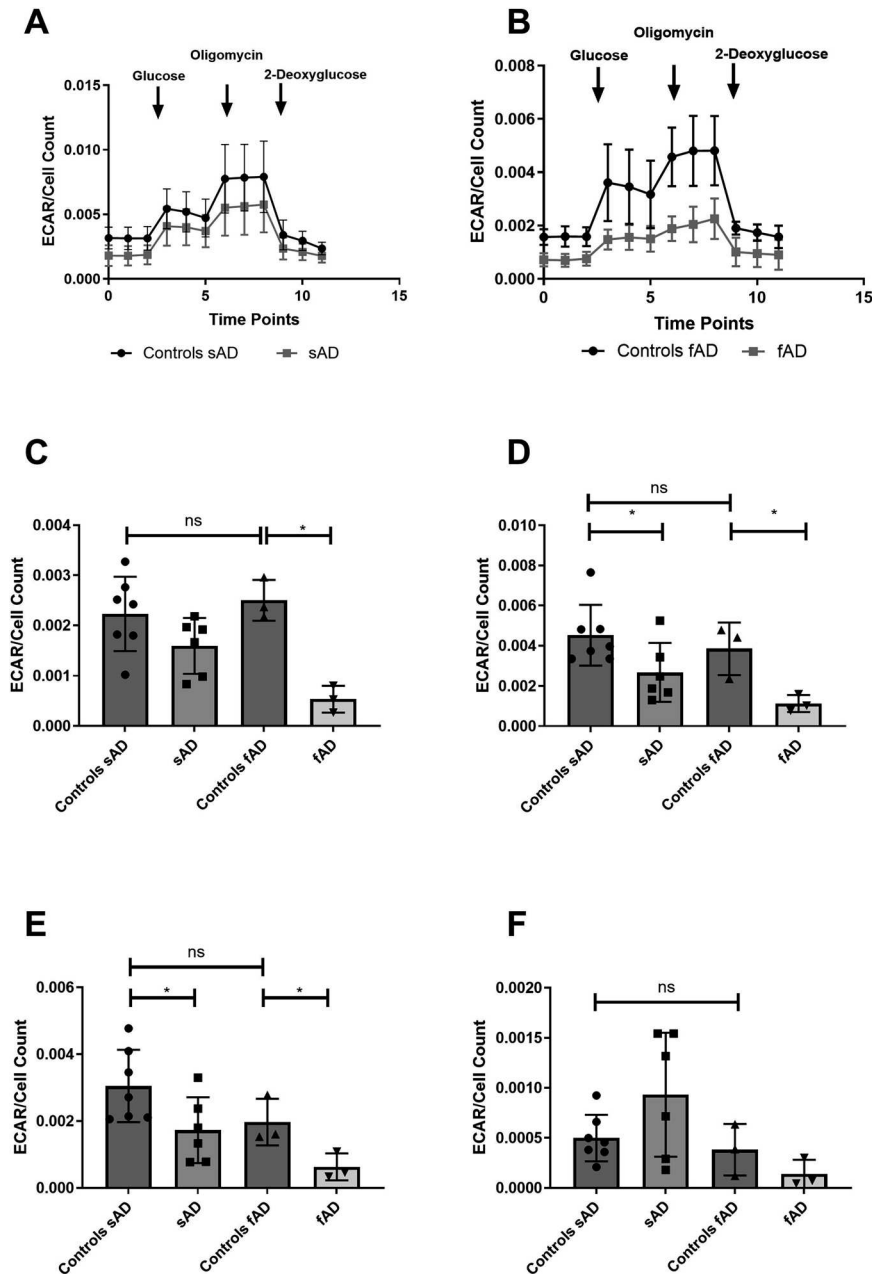 A
Oligomycin
Glucose
2-Deoxyglucose
0.015
0.010
0.005
0.000
ECAR/Cell Count
0
5
10
15
Time Points
Controls sAD
sAD
B
Oligomycin
Glucose
2-Deoxyglucose
0.008
0.006
0.004
0.002
0.000
ECAR/Cell Count
0
5
10
15
Time Points
Controls fAD
fAD
C
ns
*
0.004
0.003
0.002
0.001
0.000
ECAR/Cell Count
Controls sAD
sAD
Controls fAD
fAD
D
ns
*
*
0.010
0.008
0.006
0.004
0.002
0.000
ECAR/Cell Count
Controls sAD
sAD
Controls fAD
fAD
E
ns
*
*
0.006
0.004
0.002
0.000
ECAR/Cell Count
Controls sAD
sAD
Controls fAD
fAD
F
ns
0.0020
0.0015
0.0010
0.0005
0.0000
ECAR/Cell Count
Controls sAD
sAD
Controls fAD
fAD